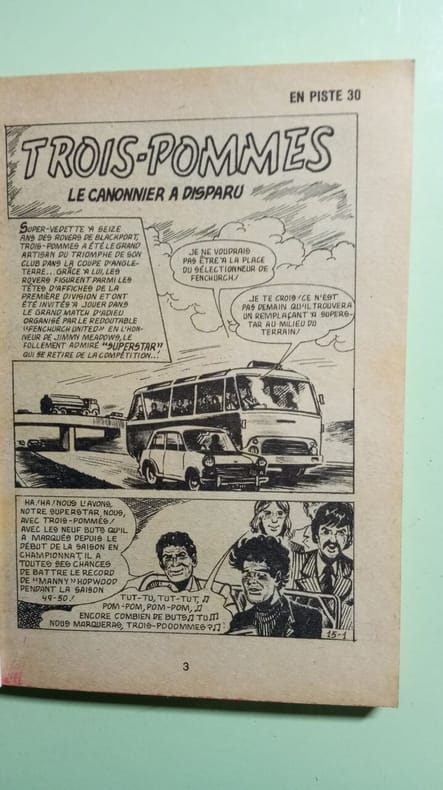 EN PISTE 30
TROIS-POMMES
LE CANONNIER A DISPARU
SUPER-VEDETTE À SEIZE
ANS DES ROVERS DE BLACKPORT,
TROIS-POMMES A ÉTÉ LE GRAND
ARTISAN DU TRIOMPHE DE SON
CLUB DANS LA COUPE D'ANGLE-
TERRE... GRÂCE À LUI, LES
ROVERS FIGURENT PARMI LES
TÊTES D'AFFICHES DE LA
PREMIÈRE DIVISION ET ONT
ÉTÉ INVITÉS À JOUER DANS
LE GRAND MATCH D'ADIEU
ORGANISÉ PAR LE REDOUTABLE
"FENCHURCH UNITED" EN L'HON-
NEUR DE JIMMY MEADOWS, LE
FOLLEMENT ADMIRÉ "SUPERSTAR"
QUI SE RETIRE DE LA COMPÉTITION...!
JE NE VOUDRAIS
PAS ÊTRE À LA PLACE
DU SÉLECTIONNEUR DE
FENCHURCH!
JE TE CROIS! CE N'EST
PAS DEMAIN QU'IL TROUVERA
UN REMPLAÇANT À SUPERS-
TAR AU MILIEU DU
TERRAIN!
HA! HA! NOUS L'AVONS,
NOTRE SUPERSTAR, NOUS,
AVEC TROIS-POMMES!
AVEC LES NEUF BUTS QU'IL
A MARQUÉS DEPUIS LE
DÉBUT DE LA SAISON EN
CHAMPIONNAT, IL A
TOUTES SES CHANCES
DE BATTRE LE RECORD
DE "MANNY" HOPWOOD
PENDANT LA SAISON
49-50!
TUT-TU, TUT-TUT, ♫
POM-POM, POM-POM, ♫
ENCORE COMBIEN DE BUTS ♫ TU ♫
NOUS MARQUERAS, TROIS-POOOMMES? ♫
15-1
3